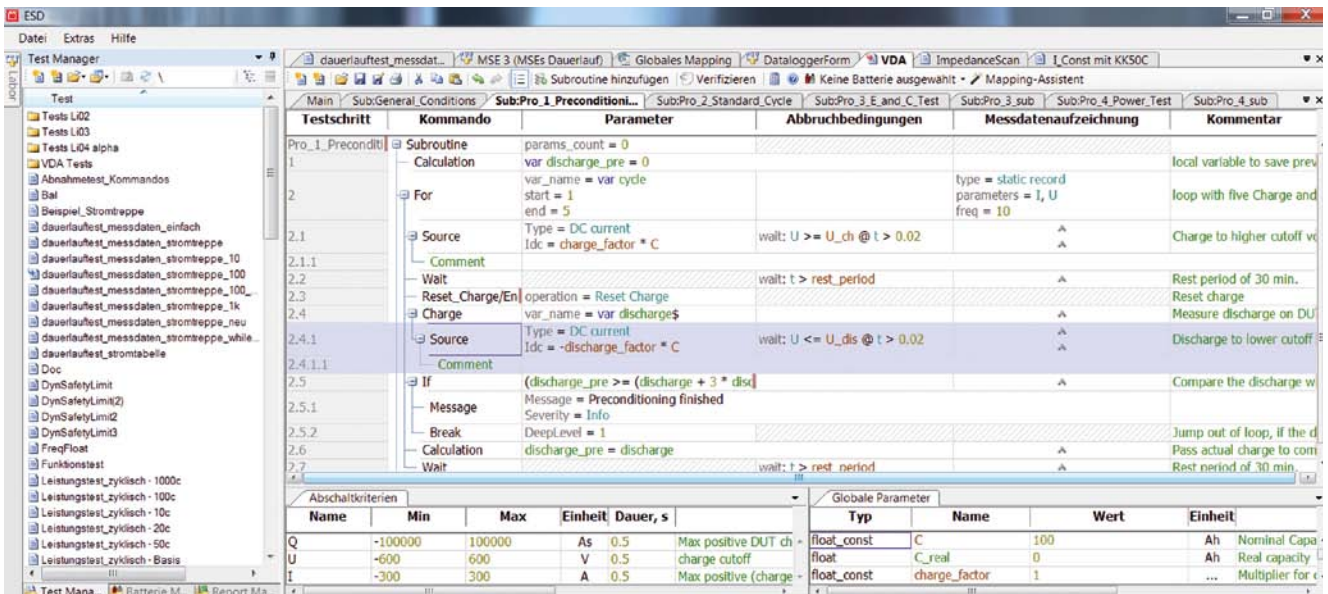 ESD
Datei Extras Hilfe
Test Manager
Labor
Test
Tests Li02
Tests Li03
Tests Li04 alpha
VDA Tests
Abnahmetest_Kommandos
Bal
Beispiel_Stromtreppe
dauerlauftest_messdaten_einfach
dauerlauftest_messdaten_stromtreppe
dauerlauftest_messdaten_stromtreppe_10
dauerlauftest_messdaten_stromtreppe_100
dauerlauftest_messdaten_stromtreppe_100_...
dauerlauftest_messdaten_stromtreppe_1k
dauerlauftest_messdaten_stromtreppe_neu
dauerlauftest_messdaten_stromtreppe_while...
dauerlauftest_stromtabelle
Doc
DynSafetyLimit
DynSafetyLimit(2)
DynSafetyLimit2
DynSafetyLimit3
FreqFloat
Funktionstest
Leistungstest_zyklisch - 1000c
Leistungstest_zyklisch - 100c
Leistungstest_zyklisch - 10c
Leistungstest_zyklisch - 20c
Leistungstest_zyklisch - 50c
Leistungstest_zyklisch - Basis
Test Mana... Batterie M... Report Ma...
dauerlauftest_messdat... MSE 3 (MSEs Dauerlauf) Globales Mapping DataloggerForm VDA ImpedanceScan I_Const mit KK50C
Subroutine hinzufügen Verifizieren Keine Batterie ausgewählt Mapping-Assistent
Main Sub:General_Conditions Sub:Pro_1_Preconditioni... Sub:Pro_2_Standard_Cycle Sub:Pro_3_E_and_C_Test Sub:Pro_3_sub Sub:Pro_4_Power_Test Sub:Pro_4_sub
Testschritt Kommando Parameter Abbruchbedingungen Messdatenaufzeichnung Kommentar
Pro_1_Preconditi Subroutine params_count = 0
1 Calculation var discharge_pre = 0 local variable to save prev
2 For var_name = var cycle type = static record loop with five Charge and
start = 1 parameters = I, U
end = 5 freq = 10
2.1 Source Type = DC current wait: U >= U_ch @ t > 0.02 Charge to higher cutoff vo
Idc = charge_factor * C
2.1.1 Comment
2.2 Wait wait: t > rest_period Rest period of 30 min.
2.3 Reset_Charge/En operation = Reset Charge Reset charge
2.4 Charge var_name = var discharge$ Measure discharge on DU
2.4.1 Source Type = DC current wait: U <= U_dis @ t > 0.02 Discharge to lower cutoff
Idc = -discharge_factor * C
2.4.1.1 Comment
2.5 If (discharge_pre >= (discharge + 3 * disc Compare the discharge w
2.5.1 Message Message = Preconditioning finished
Severity = Info
2.5.2 Break DeepLevel = 1 Jump out of loop, if the d
2.6 Calculation discharge_pre = discharge Pass actual charge to com
2.7 Wait wait: t > rest_period Rest period of 30 min.
Abschaltkriterien
Name Min Max Einheit Dauer, s
Q -100000 100000 As 0.5 Max positive DUT ch
U -600 600 V 0.5 charge cutoff
I -300 300 A 0.5 Max positive (charge
Globale Parameter
Typ Name Wert Einheit
float_const C 100 Ah Nominal Capa
float C_real 0 Ah Real capacity
float_const charge_factor 1 ... Multiplier for